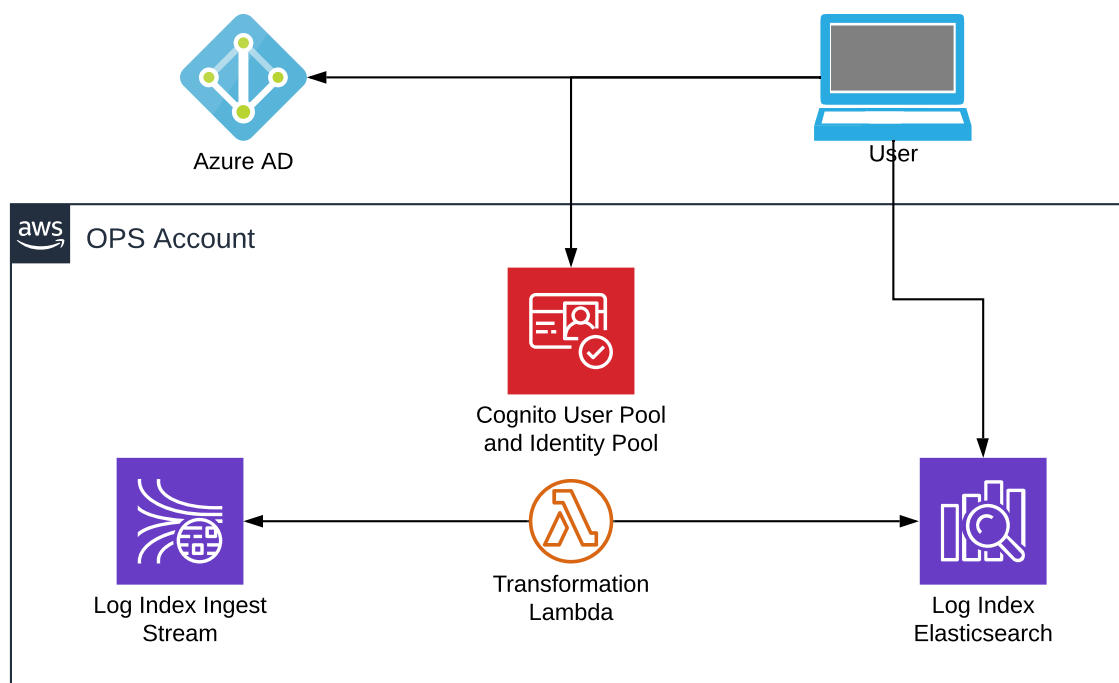 Azure AD
User
aws
OPS Account
Cognito User Pool
and Identity Pool
Log Index Ingest
Stream
Transformation
Lambda
Log Index
Elasticsearch